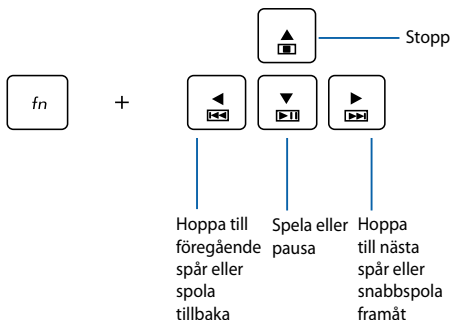 Stopp
fn
+
Hoppa till
föregående
spår eller
spola
tillbaka
Spela eller
pausa
Hoppa
till nästa
spår eller
snabbspola
framåt